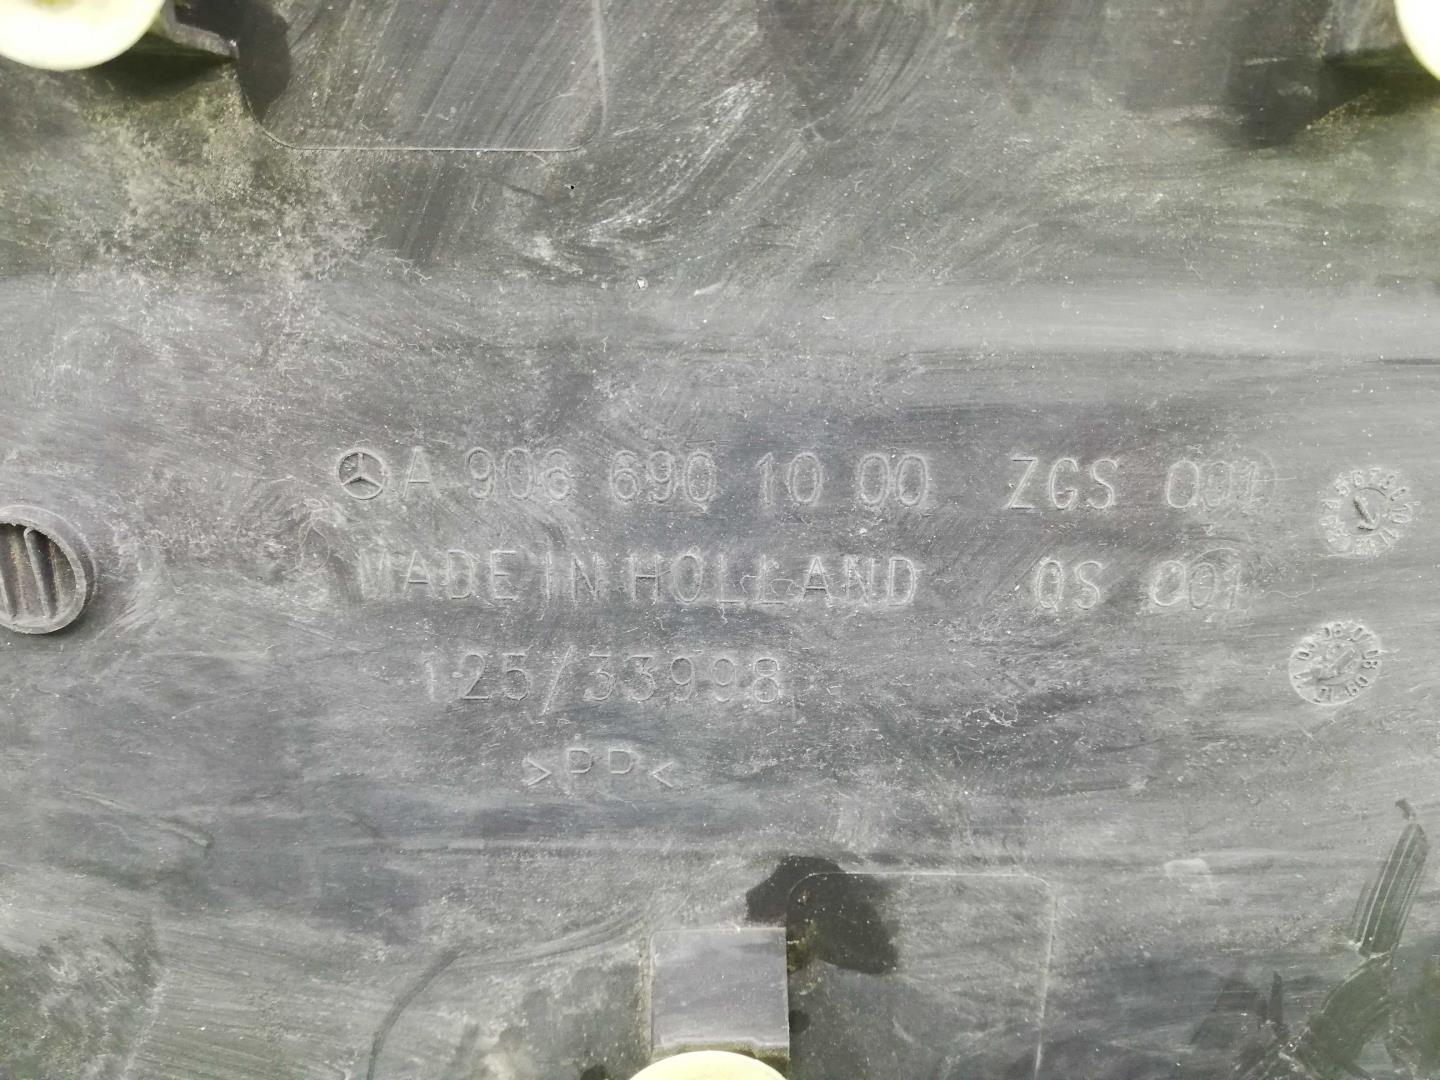 A 906 690 10 00 ZGS 001
MADE IN HOLLAND QS 001
125/33998
>PP<